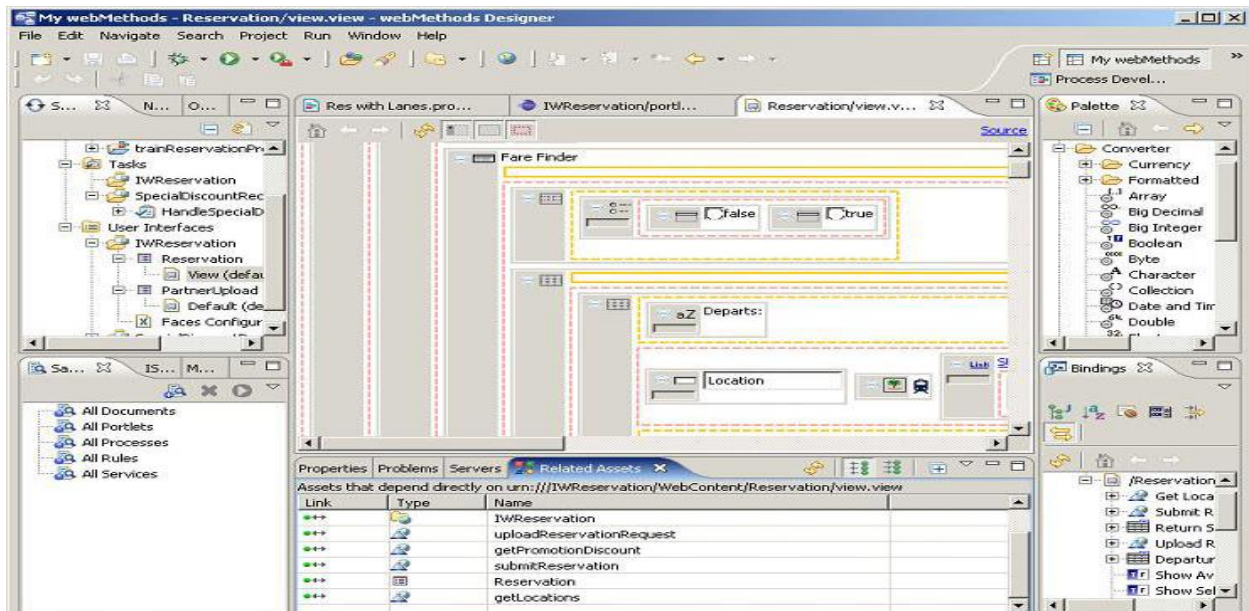 My webMethods - Reservation/view.view - webMethods Designer
File Edit Navigate Search Project Run Window Help
My webMethods
Process Devel...
S... N... O...
trainReservationPr
Tasks
IWReservation
SpecialDiscountRec
HandleSpecialD
User Interfaces
IWReservation
Reservation
View (defau
PartnerUpload
Default (de
Faces Configur
Sa... IS... M...
All Documents
All Portlets
All Processes
All Rules
All Services
Res with Lanes.pro... IWReservation/portl... Reservation/view.v...
Source
Fare Finder
false true
aZ Departs:
Location
Link
Properties Problems Servers Related Assets
Assets that depend directly on urn:///IWReservation/WebContent/Reservation/view.view
Link Type Name
IWReservation
uploadReservationRequest
getPromotionDiscount
submitReservation
Reservation
getLocations
Palette
Converter
Currency
Formatted
Array
Big Decimal
Big Integer
Boolean
Byte
Character
Collection
Date and Tim
Double
Bindings
/Reservation
Get Loca
Submit R
Return S
Upload R
Departur
Show Av
Show Sel